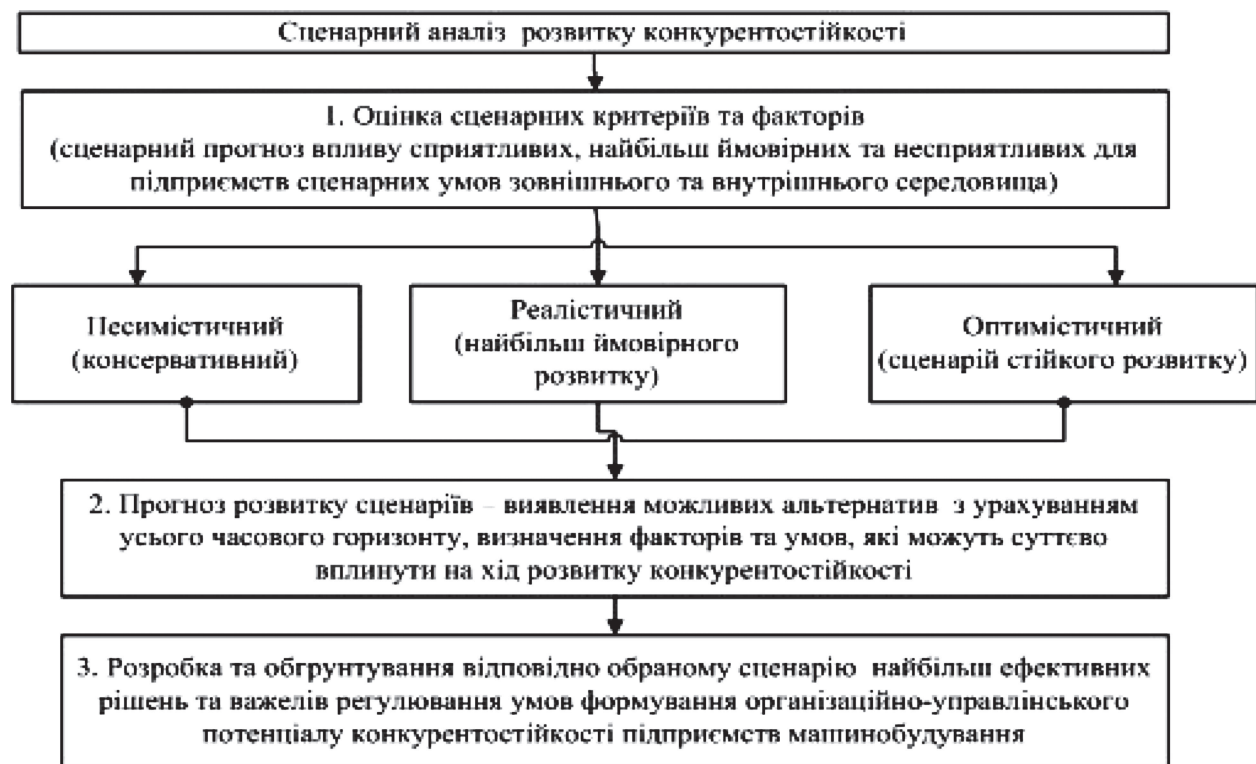 Сценарний аналіз розвитку конкурентостійкості
1. Оцінка сценарних критеріїв та факторів
(сценарний прогноз впливу сприятливих, найбільш ймовірних та несприятливих для
підприємств сценарних умов зовнішнього та внутрішнього середовища)
Песимістичний
(консервативний)
Реалістичний
(найбільш ймовірного
розвитку)
Оптимістичний
(сценарій стійкого розвитку)
2. Прогноз розвитку сценаріїв – виявлення можливих альтернатив з урахуванням
усього часового горизонту, визначення факторів та умов, які можуть суттєво
вплинути на хід розвитку конкурентостійкості
3. Розробка та обгрунтування відповідно обраному сценарію найбільш ефективних
рішень та важелів регулювання умов формування організаційно-управлінського
потенціалу конкурентостійкості підприємств машинобудування